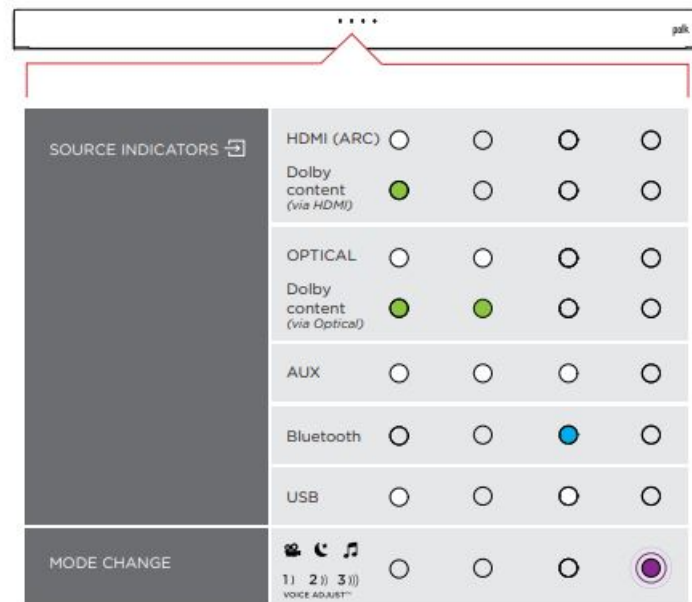 polk
SOURCE INDICATORS
HDMI (ARC)
Dolby
content
(via HDMI)
OPTICAL
Dolby
content
(via Optical)
AUX
Bluetooth
USB
MODE CHANGE
1) 2)) 3)))
VOICE ADJUST™